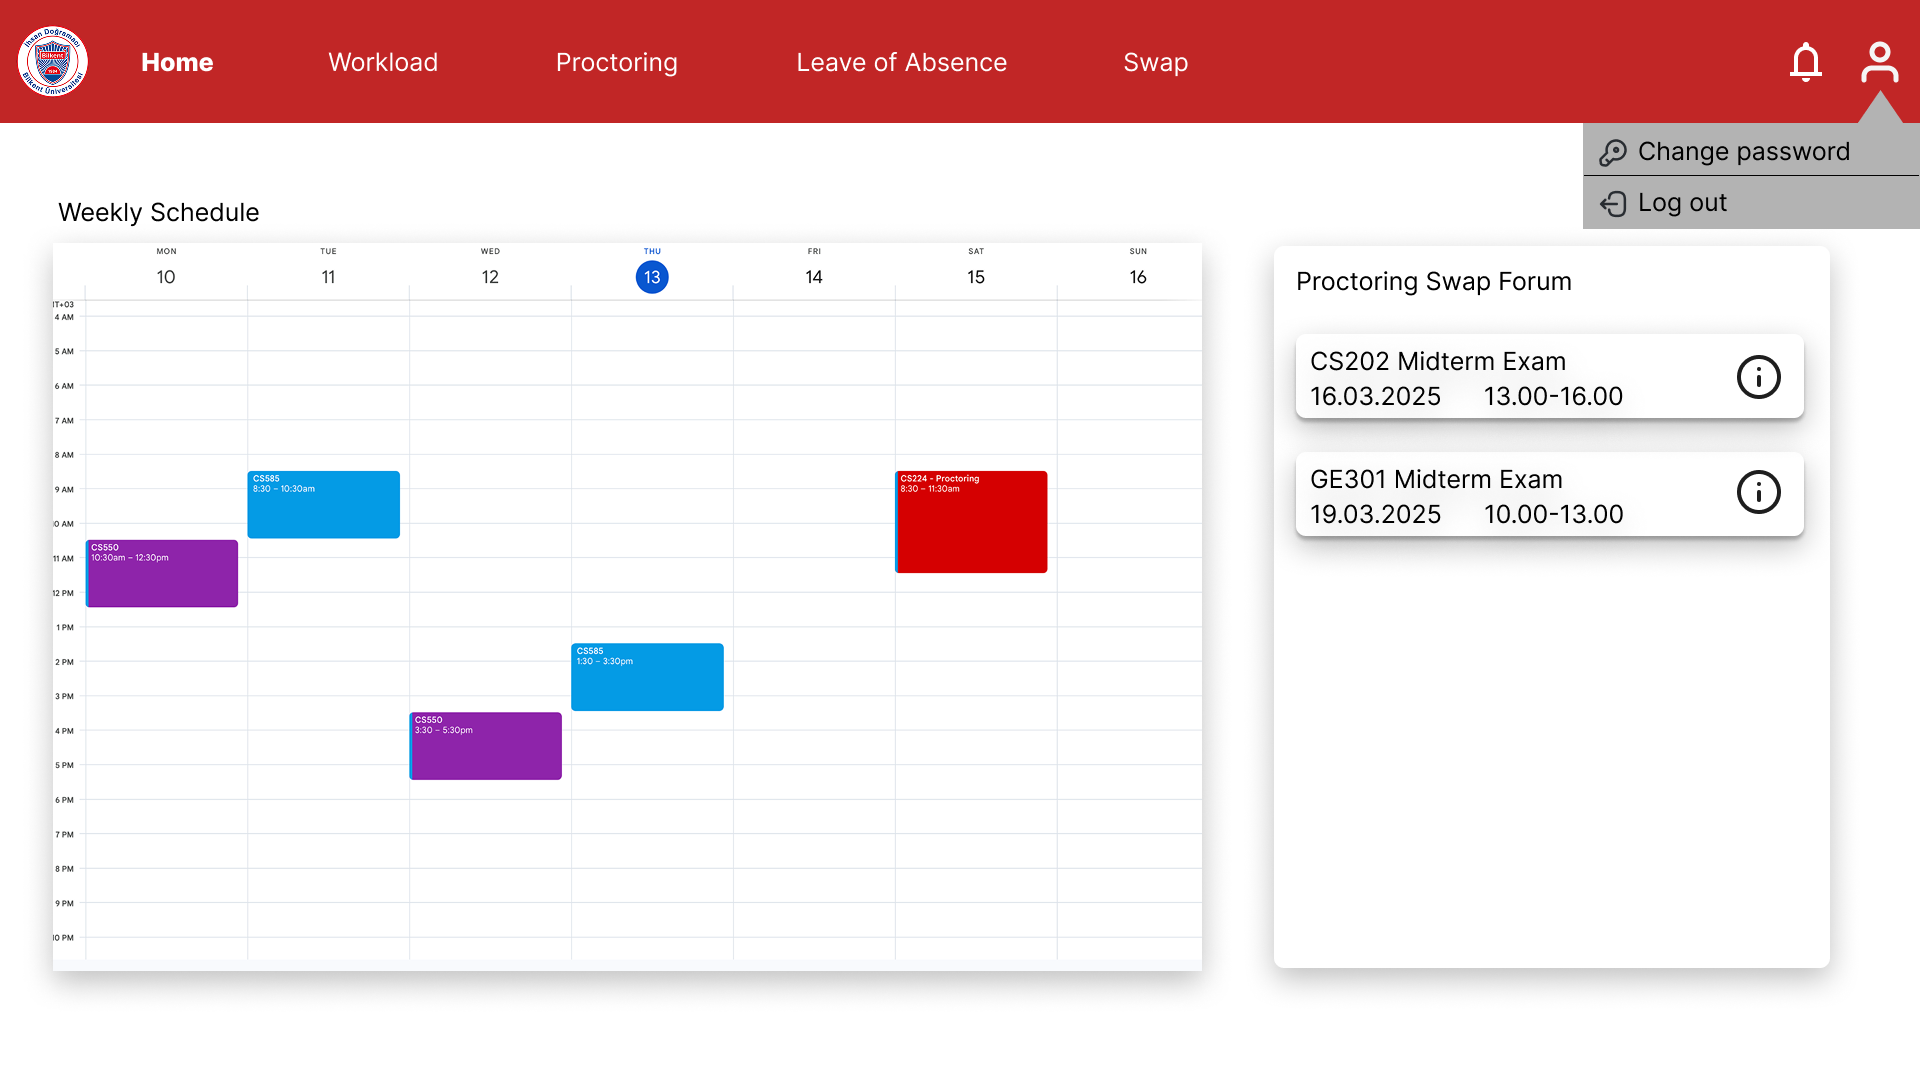 İhsan Doğramacı
Bilkent
Bilkent Üniversitesi
Home
Workload
Proctoring
Leave of Absence
Swap
Change password
Log out
Weekly Schedule
MON
TUE
WED
THU
FRI
SAT
SUN
10
11
12
13
14
15
16
4 AM
5 AM
6 AM
7 AM
8 AM
9 AM
0 AM
11 AM
12 PM
1 PM
2 PM
3 PM
4 PM
5 PM
6 PM
7 PM
8 PM
9 PM
CS550
10:30am – 12:30pm
CS585
8:30 – 10:30am
CS550
3:30 – 5:30pm
CS585
1:30 – 3:30pm
CS224 - Proctoring
8:30 – 11:30am
Proctoring Swap Forum
CS202 Midterm Exam
16.03.2025 13.00-16.00
GE301 Midterm Exam
19.03.2025 10.00-13.00